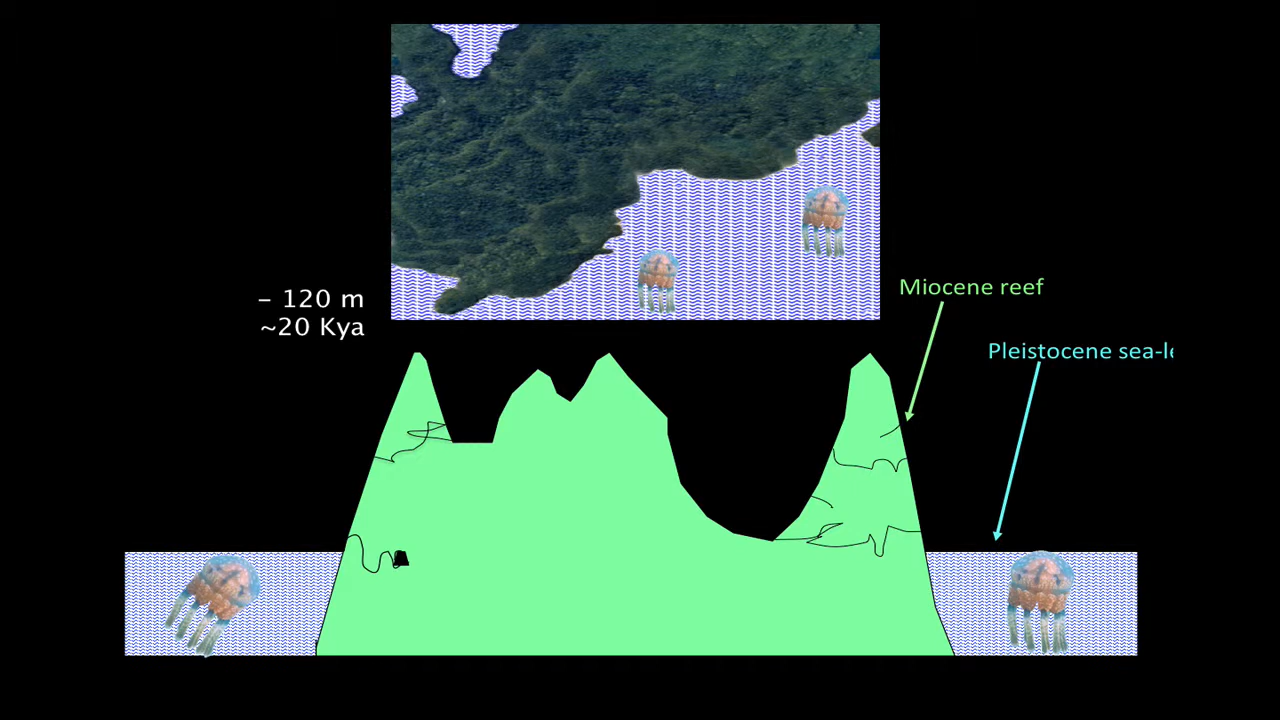 – 120 m
~20 Kya
Miocene reef
Pleistocene sea-l